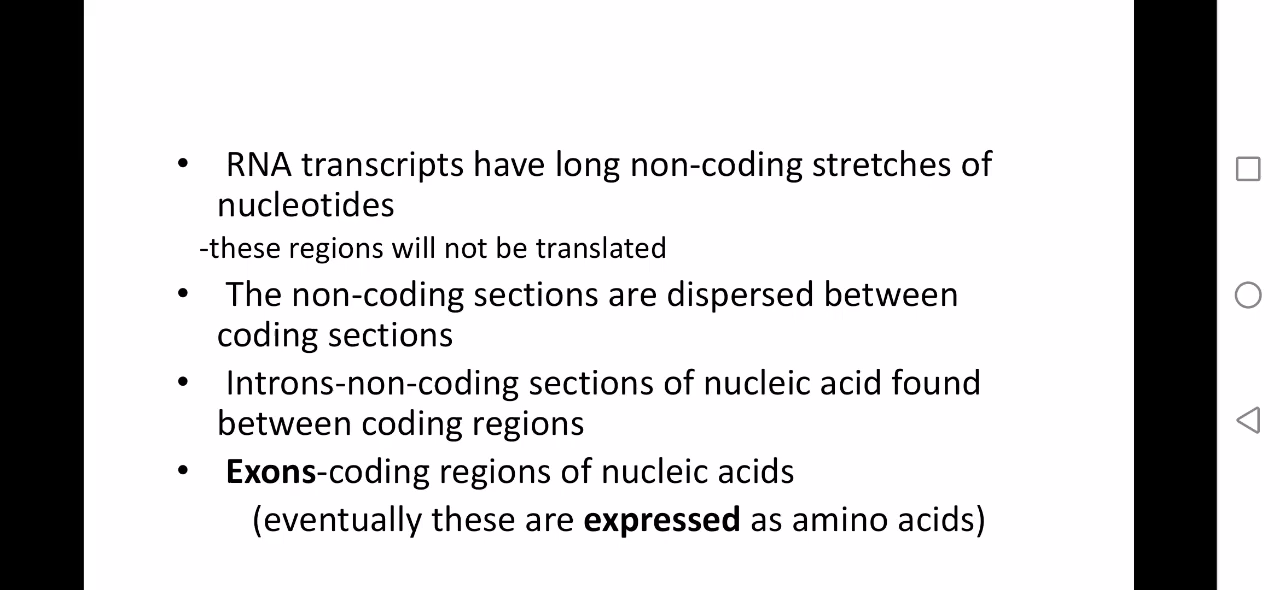 • RNA transcripts have long non-coding stretches of
nucleotides
-these regions will not be translated
• The non-coding sections are dispersed between
coding sections
• Introns-non-coding sections of nucleic acid found
between coding regions
• Exons-coding regions of nucleic acids
(eventually these are expressed as amino acids)